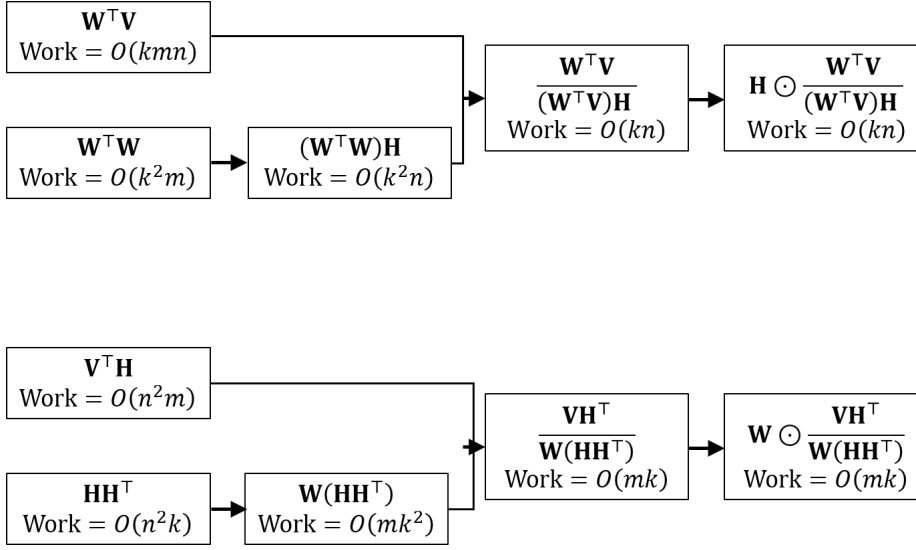 W⊤V
Work = O(kmn)
W⊤W
Work = O(k²m)
(W⊤W)H
Work = O(k²n)
W⊤V
(W⊤V)H
Work = O(kn)
H ⊙ W⊤V
(W⊤V)H
Work = O(kn)
V⊤H
Work = O(n²m)
HH⊤
Work = O(n²k)
W(HH⊤)
Work = O(mk²)
VH⊤
W(HH⊤)
Work = O(mk)
W ⊙ VH⊤
W(HH⊤)
Work = O(mk)